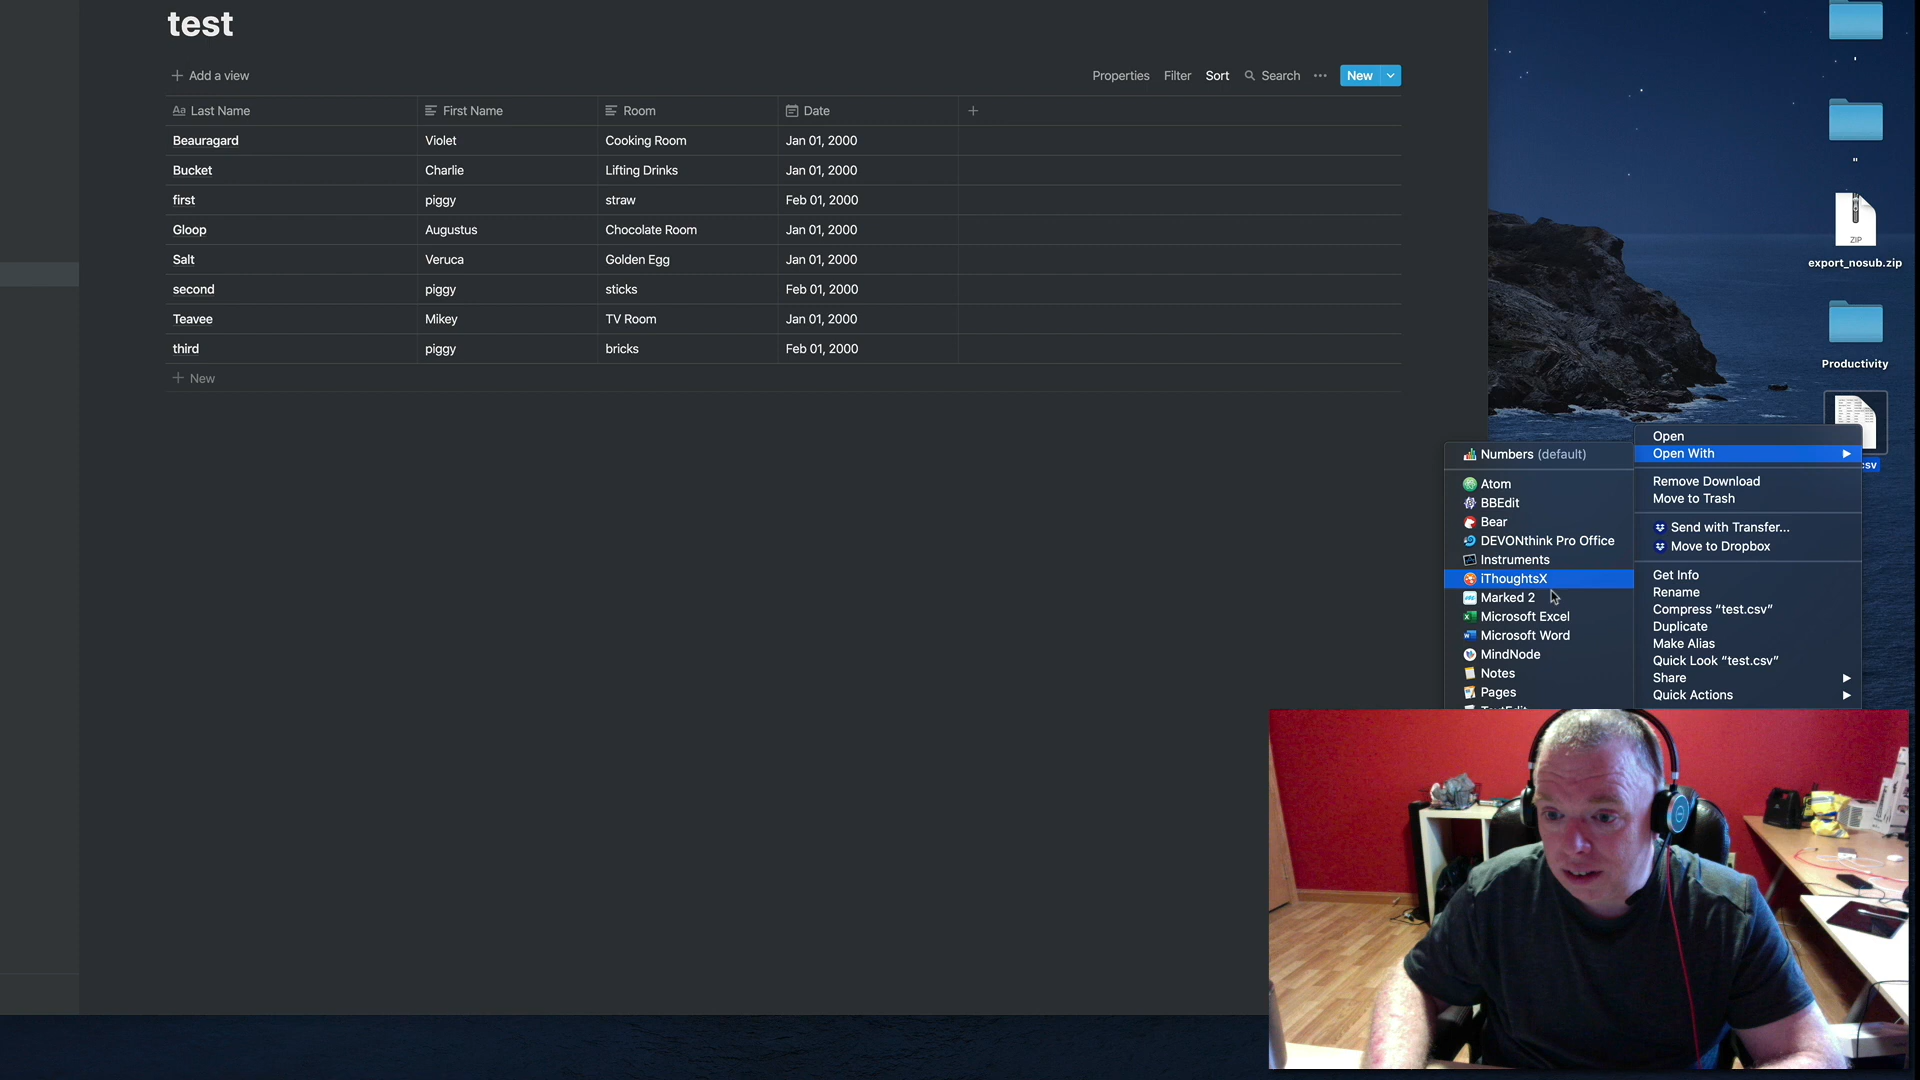 test
Add a view
Properties Filter Sort Search New
Last Name First Name Room Date
Beauragard Violet Cooking Room Jan 01, 2000
Bucket Charlie Lifting Drinks Jan 01, 2000
first piggy straw Feb 01, 2000
Gloop Augustus Chocolate Room Jan 01, 2000
Salt Veruca Golden Egg Jan 01, 2000
second piggy sticks Feb 01, 2000
Teavee Mikey TV Room Jan 01, 2000
third piggy bricks Feb 01, 2000
New
'
"
ZIP
export_nosub.zip
Productivity
csv
Open
Open With
Remove Download
Move to Trash
Send with Transfer...
Move to Dropbox
Get Info
Rename
Compress “test.csv”
Duplicate
Make Alias
Quick Look “test.csv”
Share
Quick Actions
Numbers (default)
Atom
BBEdit
Bear
DEVONthink Pro Office
Instruments
iThoughtsX
Marked 2
Microsoft Excel
Microsoft Word
MindNode
Notes
Pages
TextEdit